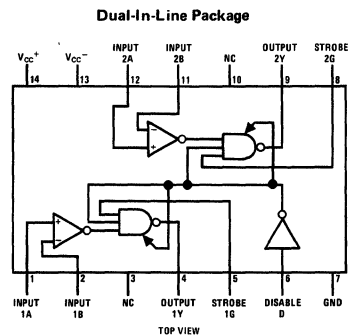 Dual-In-Line Package
VCC+ VCC− INPUT 2A INPUT 2B NC OUTPUT 2Y STROBE 2G
14 13 12 11 10 9 8
− +
+ −
1 2 3 4 5 6 7
INPUT 1A INPUT 1B NC OUTPUT 1Y STROBE 1G DISABLE D GND
TOP VIEW